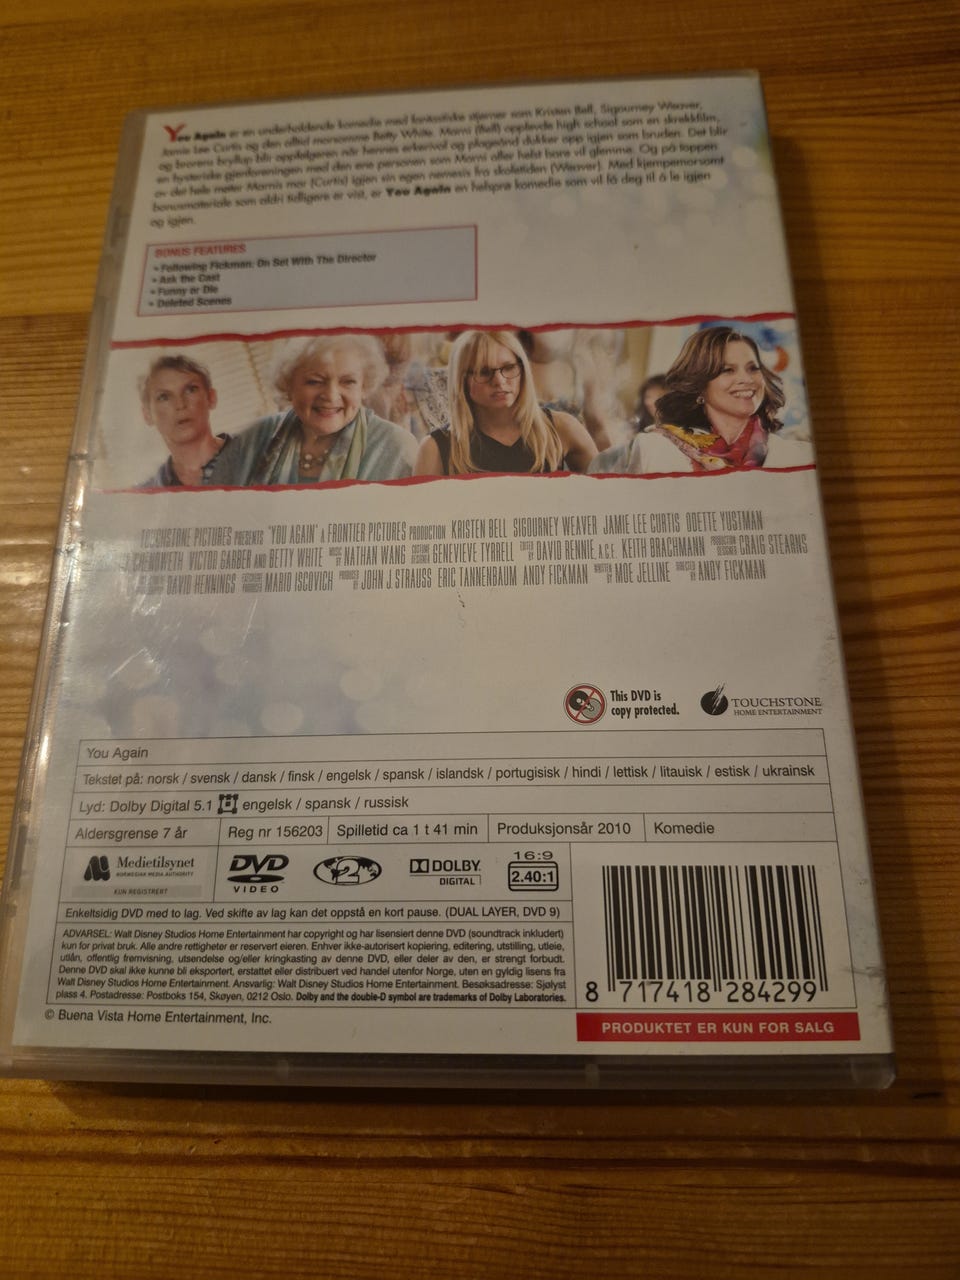 You Again er en underholdende komedie med fantastiske stjerner som Kristen Bell, Sigourney Weaver,
Jamie Lee Curtis og den alltid morsomme Betty White. Marni (Bell) opplevde high school som en skrekkfilm,
og brorens bryllup blir oppfølgeren når hennes erkerival og plageånd dukker opp igjen som bruden. Det blir
en hysterisk gjenforeningen med den ene personen som Marni aller helst bare vil glemme. Og på toppen
av det hele møter Marnis mor (Curtis) igjen sin egen nemesis fra skoletiden (Weaver). Med kjempemorsomt
bonusmateriale som aldri tidligere er vist, er You Again en helsprø komedie som vil få deg til å le igjen
og igjen.
BONUS FEATURES
• Following Fickman: On Set With The Director
• Ask the Cast
• Funny or Die
• Deleted Scenes
TOUCHSTONE PICTURES PRESENTS "YOU AGAIN" A FRONTIER PICTURES PRODUCTION KRISTEN BELL SIGOURNEY WEAVER JAMIE LEE CURTIS ODETTE YUSTMAN
CHENOWETH VICTOR GARBER AND BETTY WHITE MUSIC BY NATHAN WANG COSTUME DESIGNER GENEVIEVE TYRRELL EDITED BY DAVID RENNIE, A.C.E. KEITH BRACHMANN PRODUCTION DESIGNER CRAIG STEARNS
DAVID HENNINGS EXECUTIVE PRODUCER MARIO ISCOVICH PRODUCED BY JOHN J. STRAUSS ERIC TANNENBAUM ANDY FICKMAN WRITTEN BY MOE JELLINE DIRECTED BY ANDY FICKMAN
This DVD is
copy protected.
TOUCHSTONE
HOME ENTERTAINMENT
You Again
Tekstet på: norsk / svensk / dansk / finsk / engelsk / spansk / islandsk / portugisisk / hindi / lettisk / litauisk / estisk / ukrainsk
Lyd: Dolby Digital 5.1 engelsk / spansk / russisk
Aldersgrense 7 år Reg nr 156203 Spilletid ca 1 t 41 min Produksjonsår 2010 Komedie
Medietilsynet
NORWEGIAN MEDIA AUTHORITY
KUN REGISTRERT
DVD
VIDEO
2
DOLBY
DIGITAL
16:9
2.40:1
Enkeltsidig DVD med to lag. Ved skifte av lag kan det oppstå en kort pause. (DUAL LAYER, DVD 9)
ADVARSEL: Walt Disney Studios Home Entertainment har copyright og har lisensiert denne DVD (soundtrack inkludert)
kun for privat bruk. Alle andre rettigheter er reservert eieren. Enhver ikke-autorisert kopiering, editering, utstilling, utleie,
utlån, offentlig fremvisning, utsendelse og/eller kringkasting av denne DVD, eller deler av den, er strengt forbudt.
Denne DVD skal ikke kunne bli eksportert, erstattet eller distribuert ved handel utenfor Norge, uten en gyldig lisens fra
Walt Disney Studios Home Entertainment. Ansvarlig: Walt Disney Studios Home Entertainment. Besøksadresse: Sjølyst
plass 4. Postadresse: Postboks 154, Skøyen, 0212 Oslo. Dolby and the double-D symbol are trademarks of Dolby Laboratories.
8 717418 284299
© Buena Vista Home Entertainment, Inc.
PRODUKTET ER KUN FOR SALG